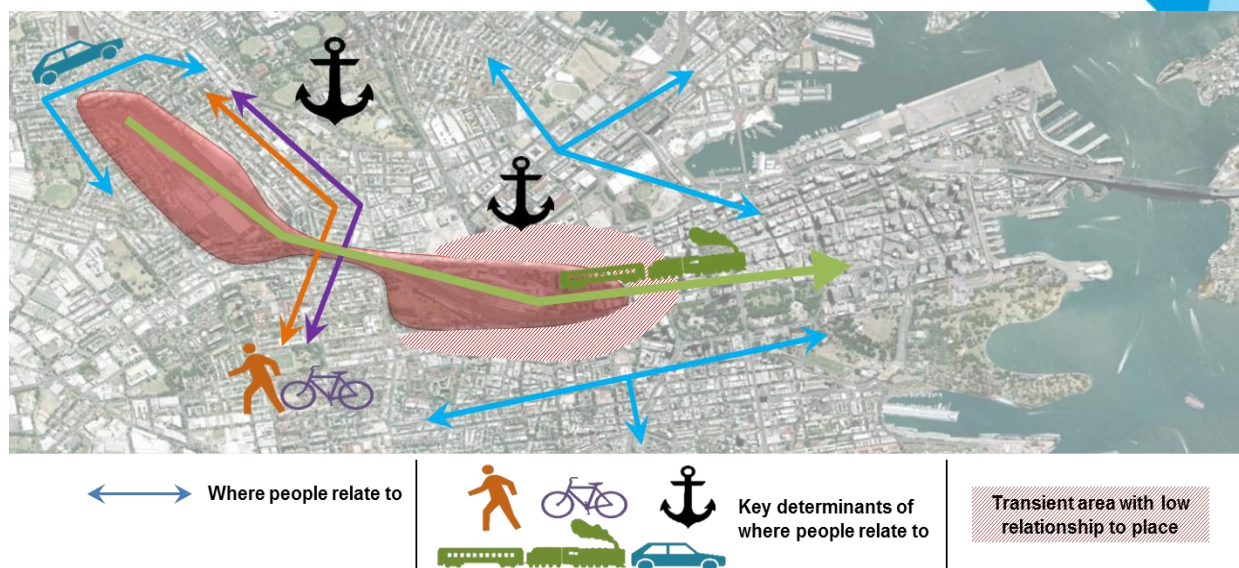 Where people relate to
Key determinants of
where people relate to
Transient area with low
relationship to place